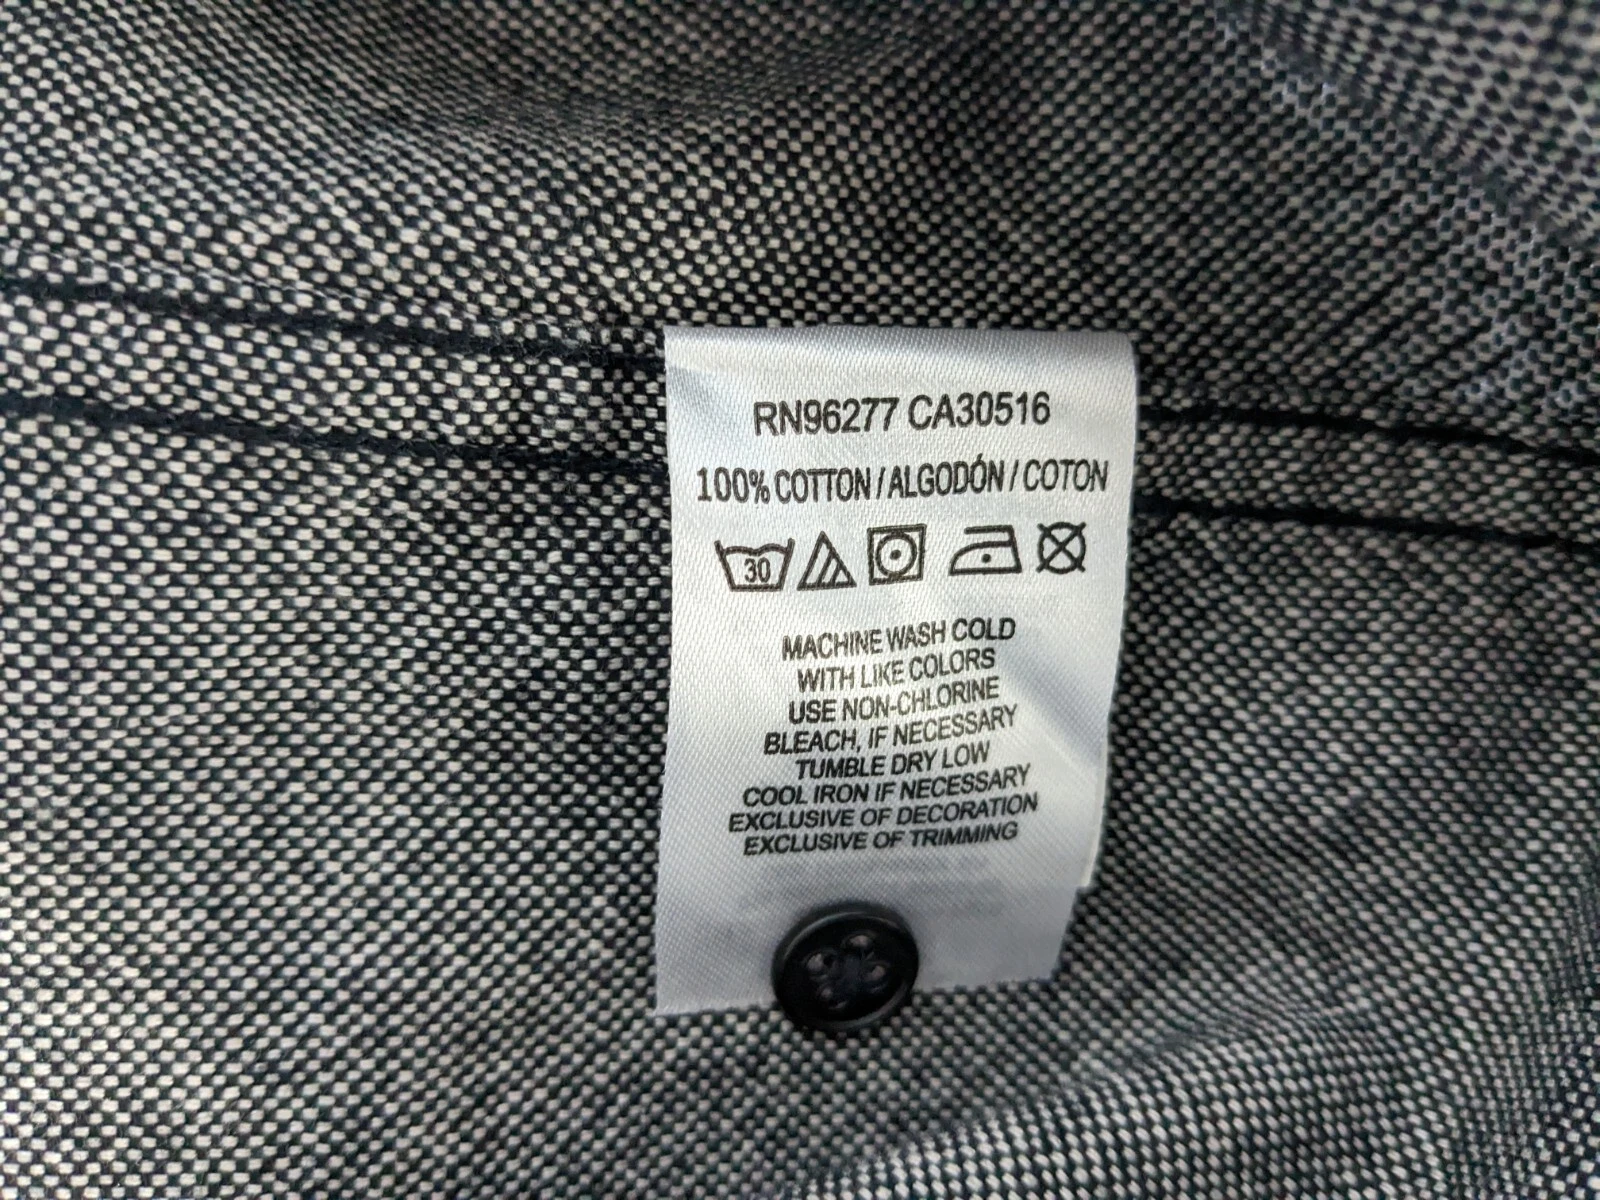 RN96277 CA30516
100% COTTON / ALGODÓN / COTON
30
MACHINE WASH COLD
WITH LIKE COLORS
USE NON-CHLORINE
BLEACH, IF NECESSARY
TUMBLE DRY LOW
COOL IRON IF NECESSARY
EXCLUSIVE OF DECORATION
EXCLUSIVE OF TRIMMING